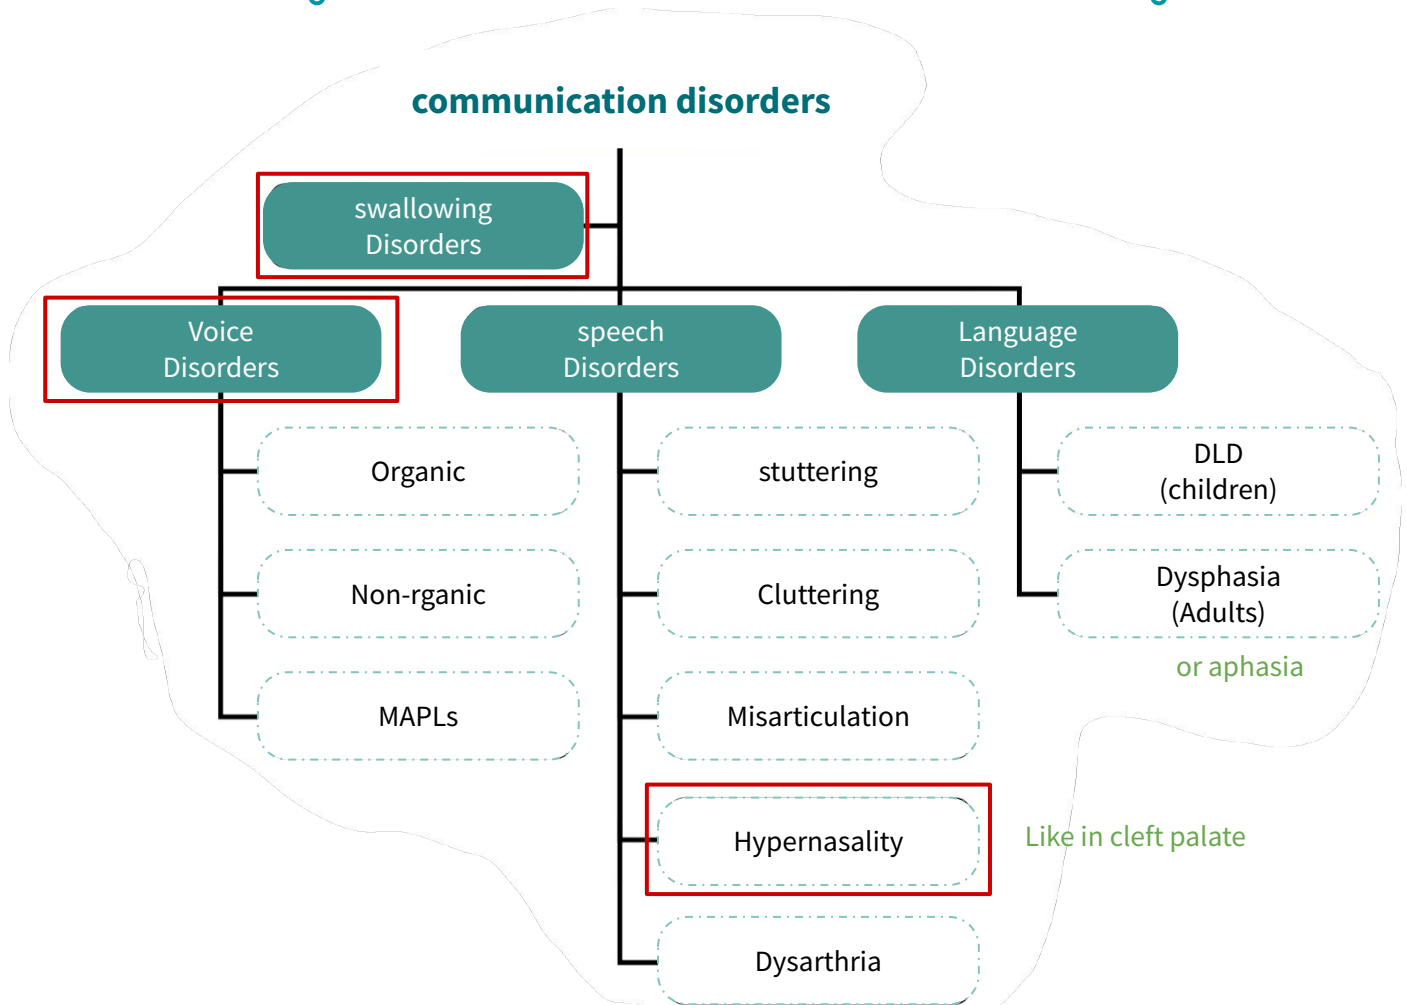 communication disorders
swallowing
Disorders
Voice
Disorders
speech
Disorders
Language
Disorders
Organic
Non-rganic
MAPLs
stuttering
Cluttering
Misarticulation
Hypernasality
Like in cleft palate
Dysarthria
DLD
(children)
Dysphasia
(Adults)
or aphasia